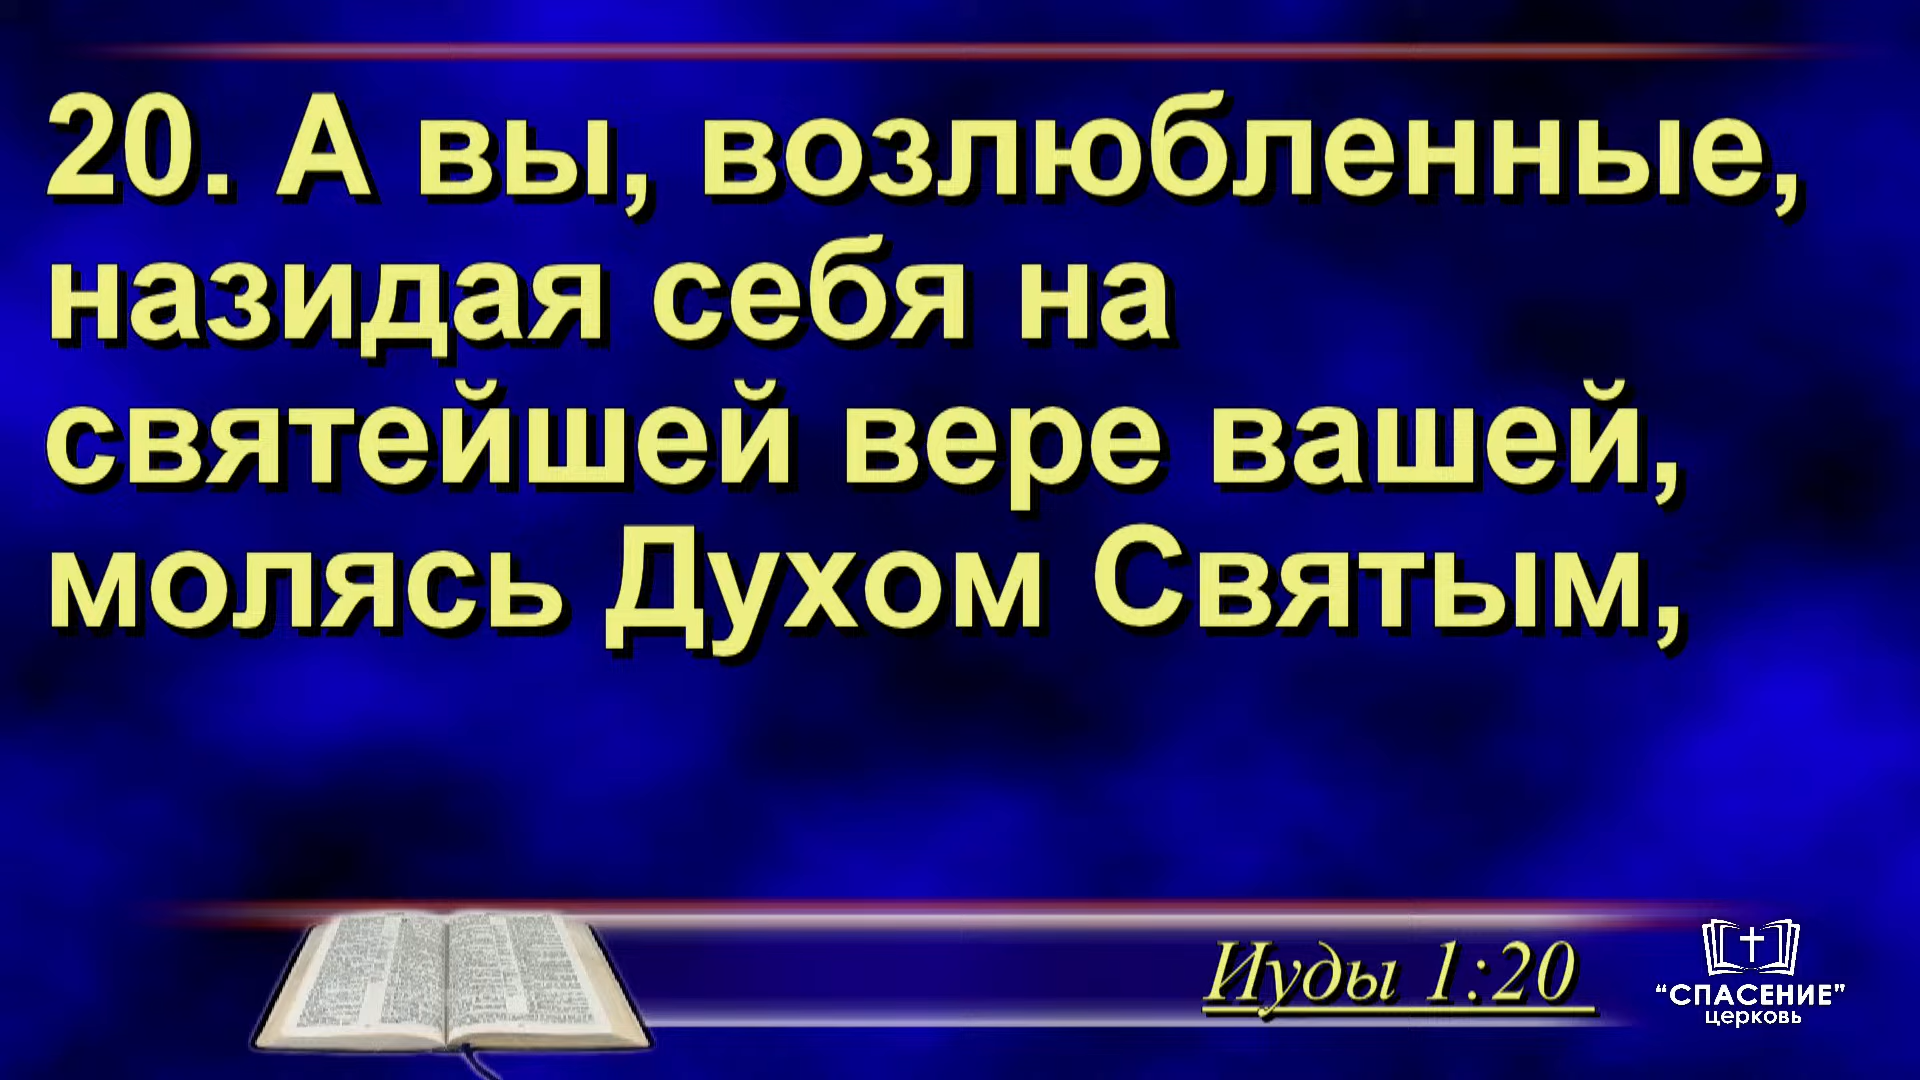 20. А вы, возлюбленные,
назидая себя на
святейшей вере вашей,
молясь Духом Святым,
Иуды 1:20
“СПАСЕНИЕ”
церковь